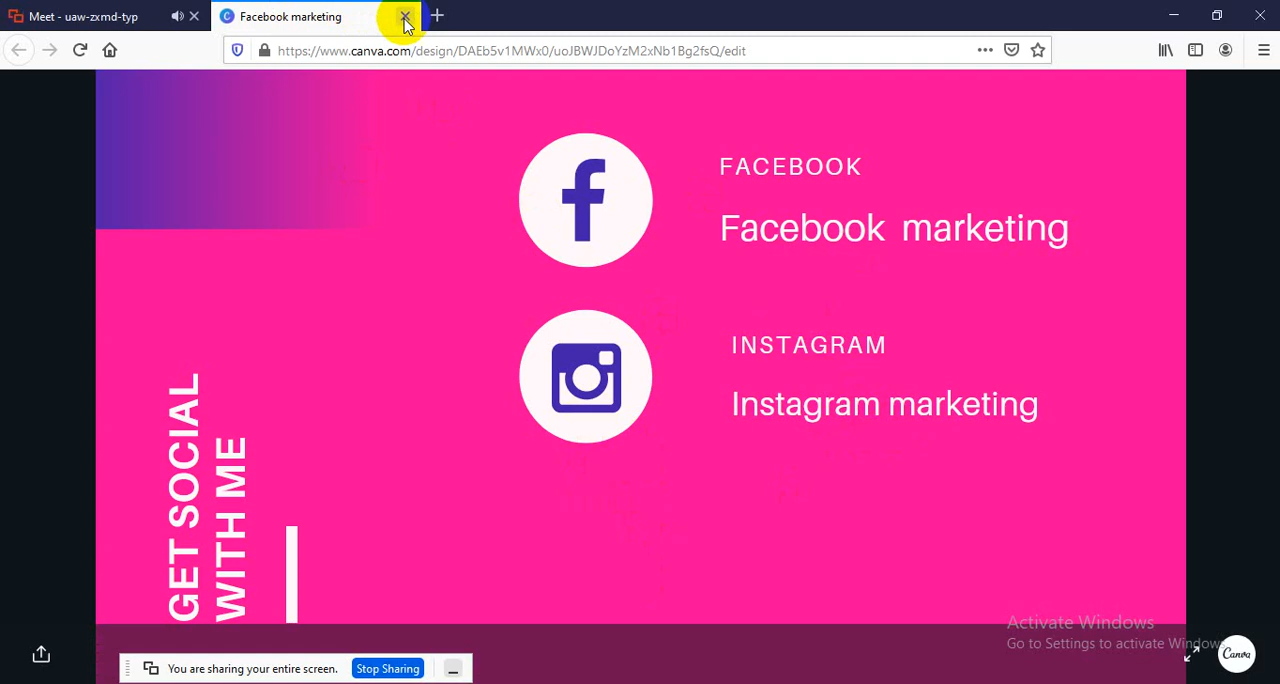 Meet - uaw-zxmd-typ
Facebook marketing
https://www.canva.com/design/DAEb5v1MWx0/uoJBWJDoYzM2xNb1Bg2fsQ/edit
FACEBOOK
Facebook marketing
INSTAGRAM
Instagram marketing
GET SOCIAL
WITH ME
Activate Windows
Go to Settings to activate Windows
Canva
You are sharing your entire screen.
Stop Sharing